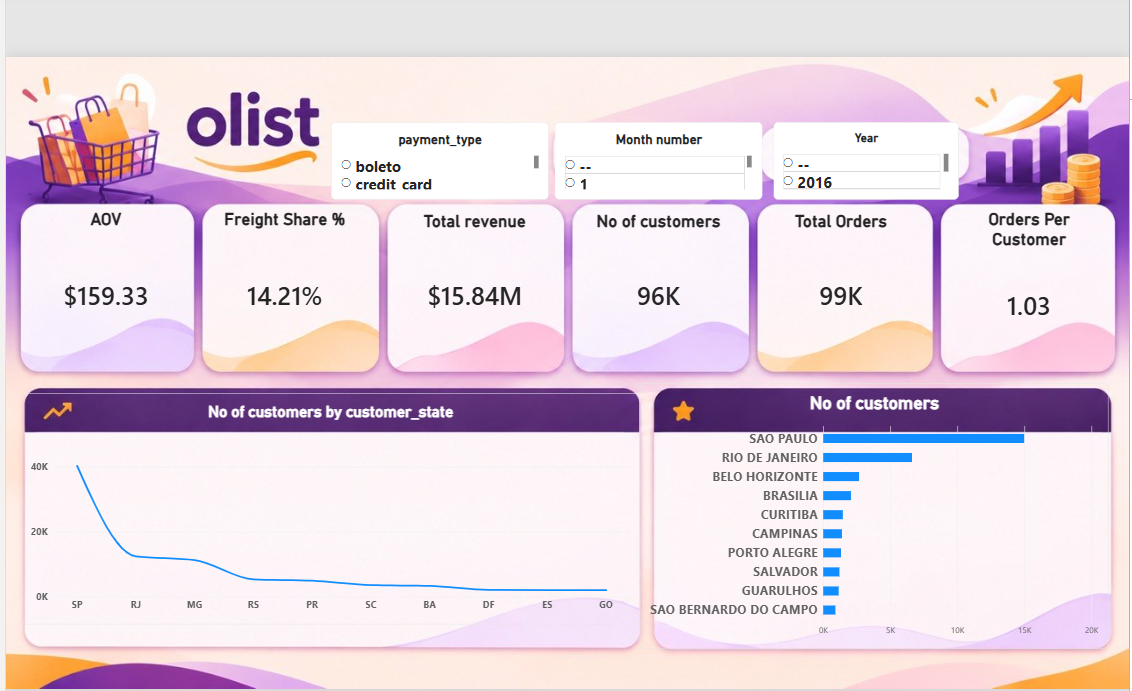 olist
payment_type
boleto
credit card
Month number
--
1
Year
--
2016
AOV
$159.33
Freight Share %
14.21%
Total revenue
$15.84M
No of customers
96K
Total Orders
99K
Orders Per
Customer
1.03
No of customers by customer_state
40K
20K
0K
SP RJ MG RS PR SC BA DF ES GO
No of customers
SAO PAULO
RIO DE JANEIRO
BELO HORIZONTE
BRASILIA
CURITIBA
CAMPINAS
PORTO ALEGRE
SALVADOR
GUARULHOS
SAO BERNARDO DO CAMPO
0K 5K 10K 15K 20K